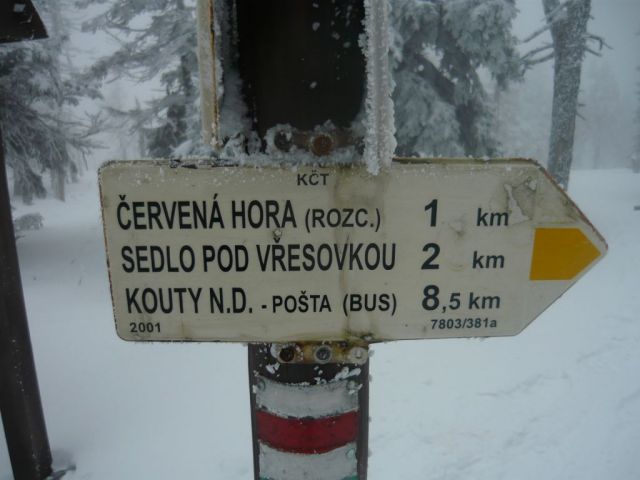 KČT
ČERVENÁ HORA (ROZC.) 1 km
SEDLO POD VŘESOVKOU 2 km
KOUTY N.D. - POŠTA (BUS) 8,5 km
2001 7803/381a